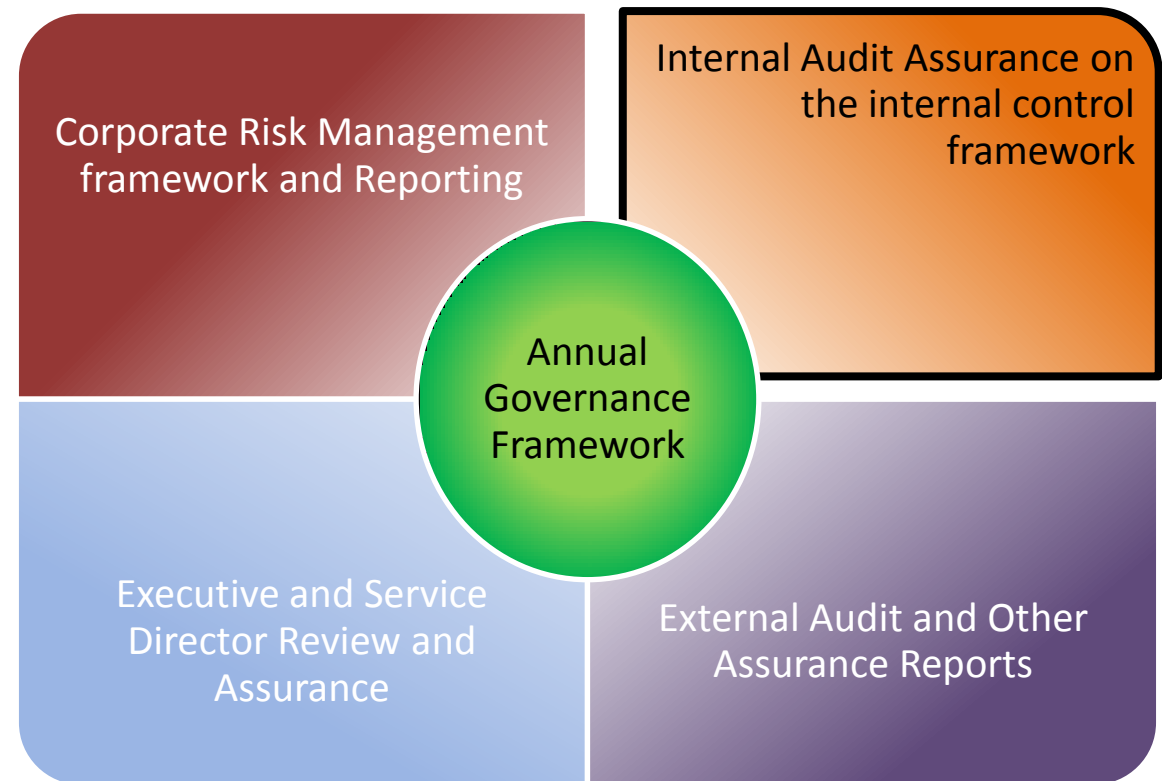 Corporate Risk Management
framework and Reporting
Internal Audit Assurance on
the internal control
framework
Annual
Governance
Framework
Executive and Service
Director Review and
Assurance
External Audit and Other
Assurance Reports